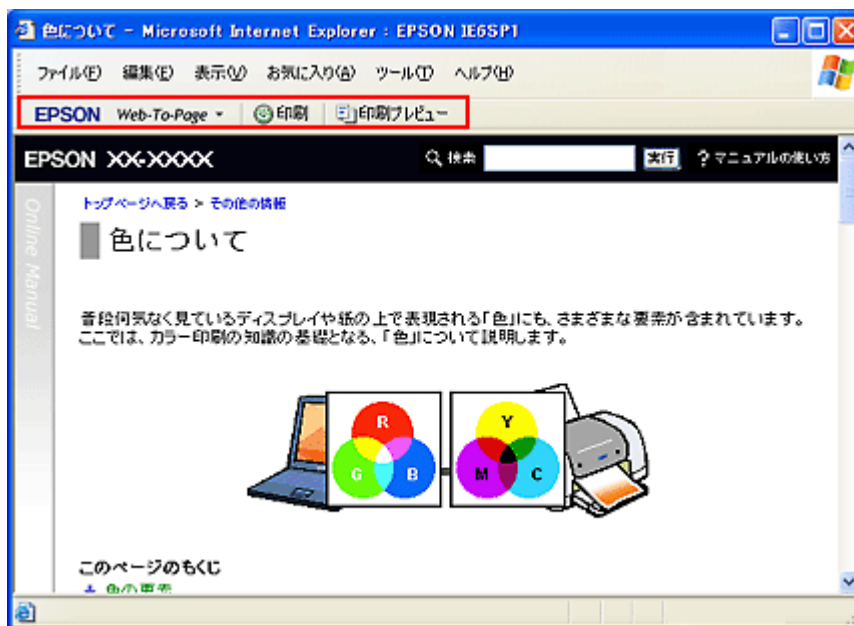 色について - Microsoft Internet Explorer : EPSON IE6SP1
ファイル(F) 編集(E) 表示(V) お気に入り(A) ツール(T) ヘルプ(H)
EPSON Web-To-Page 印刷 印刷プレビュー
EPSON XX-XXXX 検索 実行 ? マニュアルの使い方
Online Manual
トップページへ戻る > その他の情報
色について
普段何気なく見ているディスプレイや紙の上で表現される「色」にも、さまざまな要素が含まれています。
ここでは、カラー印刷の知識の基礎となる、「色」について説明します。
R Y
G B M C
このページのもくじ
色の要素